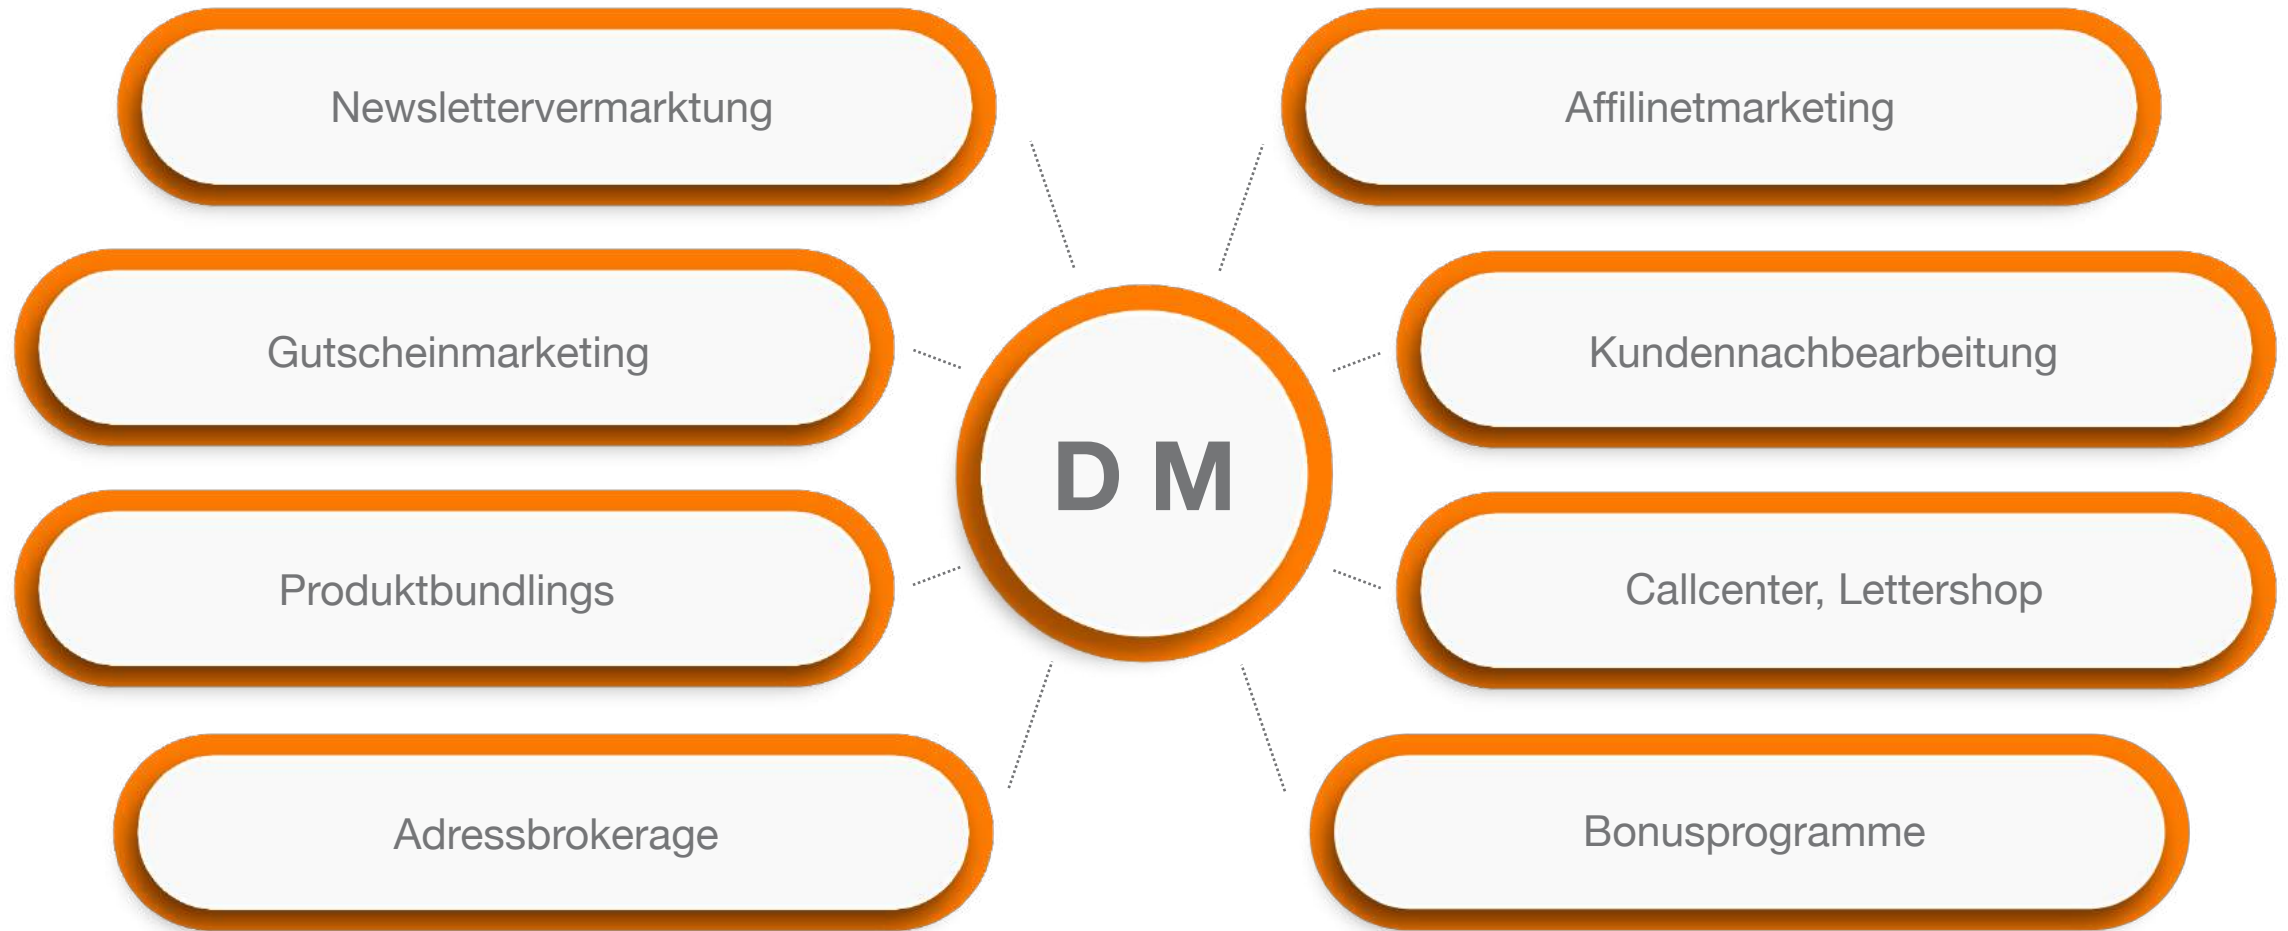 Newslettervermarktung
Affilinetmarketing
Gutscheinmarketing
Kundennachbearbeitung
D M
Produktbundlings
Callcenter, Lettershop
Adressbrokerage
Bonusprogramme